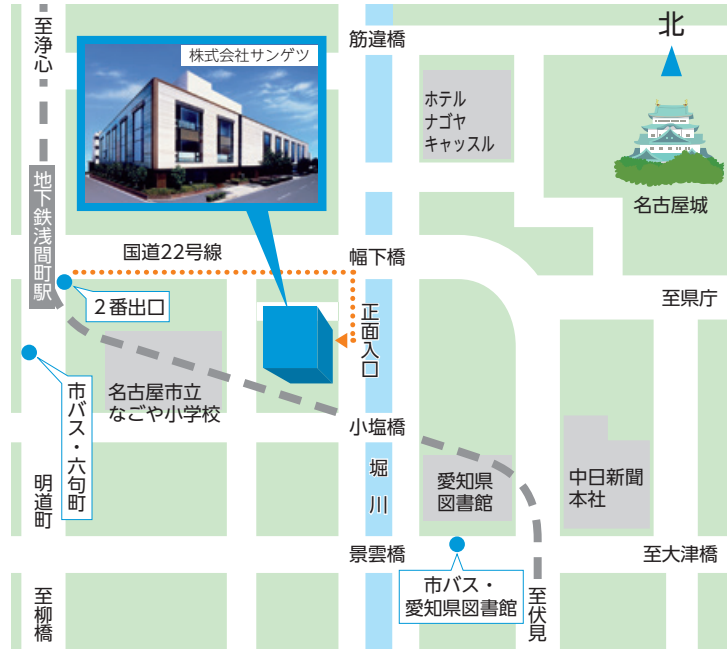 至浄心
株式会社サンゲツ
筋違橋
北
ホテル
ナゴヤ
キャッスル
名古屋城
地下鉄浅間町駅
国道22号線
幅下橋
至県庁
2番出口
正面入口
名古屋市立
なごや小学校
市バス・六句町
小塩橋
堀川
愛知県
図書館
中日新聞
本社
明道町
景雲橋
至大津橋
市バス・
愛知県図書館
至柳橋
至伏見